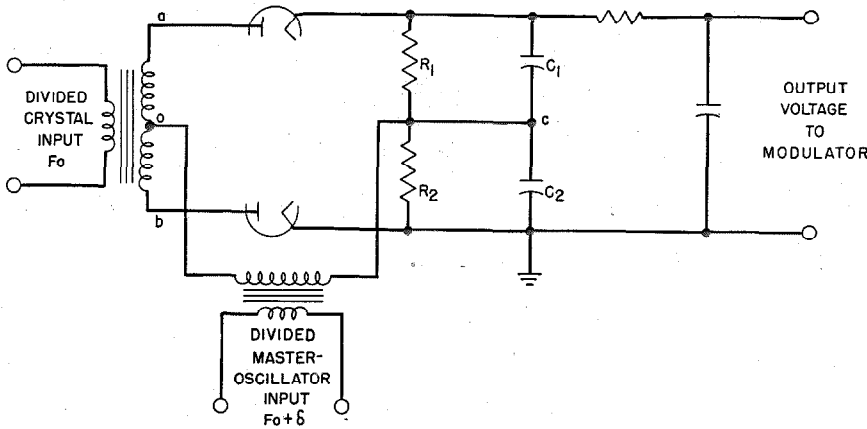 a
DIVIDED
CRYSTAL
INPUT
Fo
o
b
R1
C1
c
R2
C2
OUTPUT
VOLTAGE
TO
MODULATOR
DIVIDED
MASTER-
OSCILLATOR
INPUT
Fo+δ